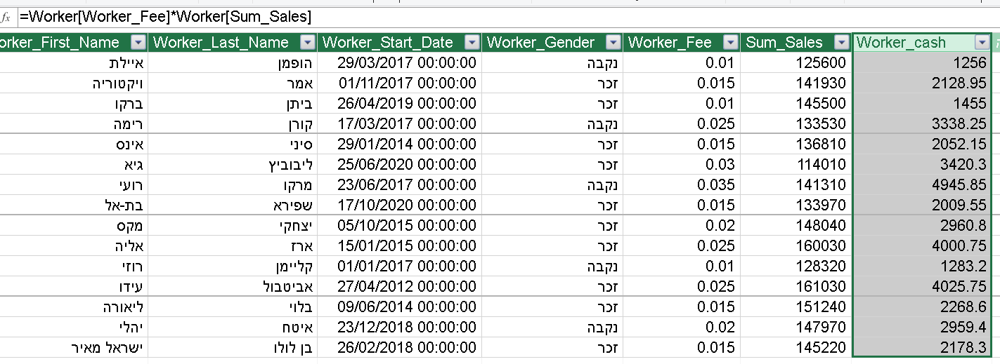 fx =Worker[Worker_Fee]*Worker[Sum_Sales]
orker_First_Name Worker_Last_Name Worker_Start_Date Worker_Gender Worker_Fee Sum_Sales Worker_cash
איילת הופמן 29/03/2017 00:00:00 נקבה 0.01 125600 1256
ויקטוריה אמר 01/11/2017 00:00:00 זכר 0.015 141930 2128.95
ברקו ביתן 26/04/2019 00:00:00 זכר 0.01 145500 1455
רימה קורן 17/03/2017 00:00:00 נקבה 0.025 133530 3338.25
אינס סיני 29/01/2014 00:00:00 זכר 0.015 136810 2052.15
גיא ליבוביץ 25/06/2020 00:00:00 זכר 0.03 114010 3420.3
רועי מרקו 23/06/2017 00:00:00 נקבה 0.035 141310 4945.85
בת-אל שפירא 17/10/2020 00:00:00 זכר 0.015 133970 2009.55
מקס יצחקי 05/10/2015 00:00:00 זכר 0.02 148040 2960.8
אליה ארז 15/01/2015 00:00:00 זכר 0.025 160030 4000.75
רוזי קליימן 01/01/2017 00:00:00 נקבה 0.01 128320 1283.2
עידו אביטבול 27/04/2012 00:00:00 זכר 0.025 161030 4025.75
ליאורה בלוי 09/06/2014 00:00:00 זכר 0.015 151240 2268.6
יהלי איטח 23/12/2018 00:00:00 נקבה 0.02 147970 2959.4
ישראל מאיר בן לולו 26/02/2018 00:00:00 זכר 0.015 145220 2178.3